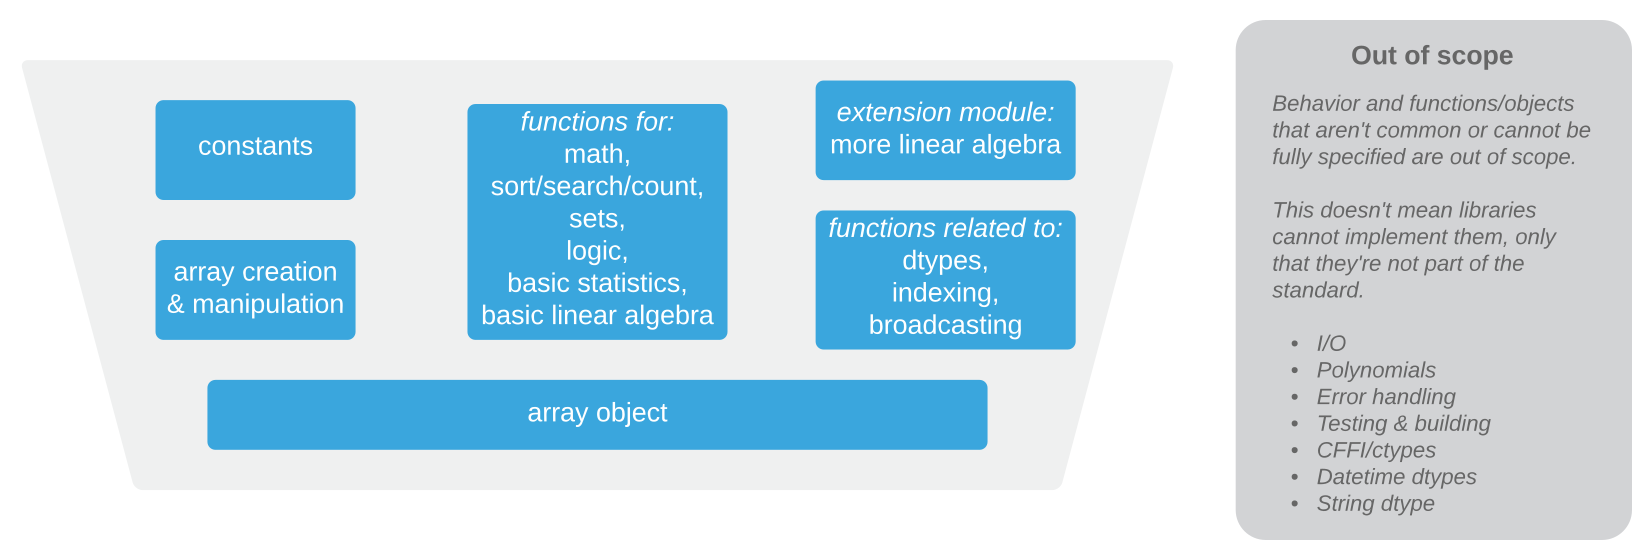 constants
array creation
& manipulation
functions for:
math,
sort/search/count,
sets,
logic,
basic statistics,
basic linear algebra
extension module:
more linear algebra
functions related to:
dtypes,
indexing,
broadcasting
array object
Out of scope
Behavior and functions/objects
that aren't common or cannot be
fully specified are out of scope.
This doesn't mean libraries
cannot implement them, only
that they're not part of the
standard.
• I/O
• Polynomials
• Error handling
• Testing & building
• CFFI/ctypes
• Datetime dtypes
• String dtype